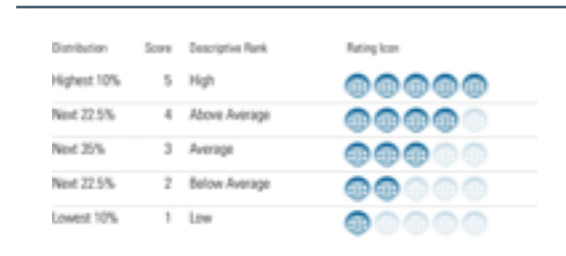 Distribution Score Descriptive Rank Rating Icon
Highest 10% 5 High
Next 22.5% 4 Above Average
Next 35% 3 Average
Next 22.5% 2 Below Average
Lowest 10% 1 Low